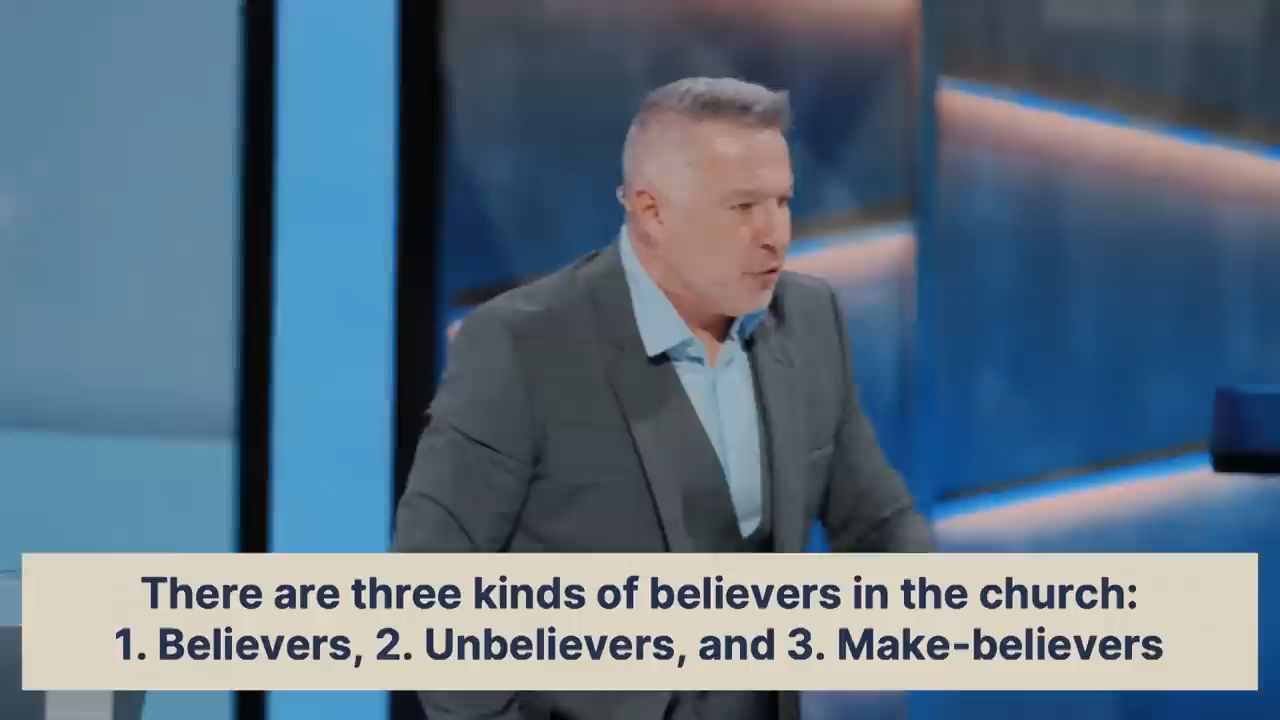 There are three kinds of believers in the church:
1. Believers, 2. Unbelievers, and 3. Make-believers